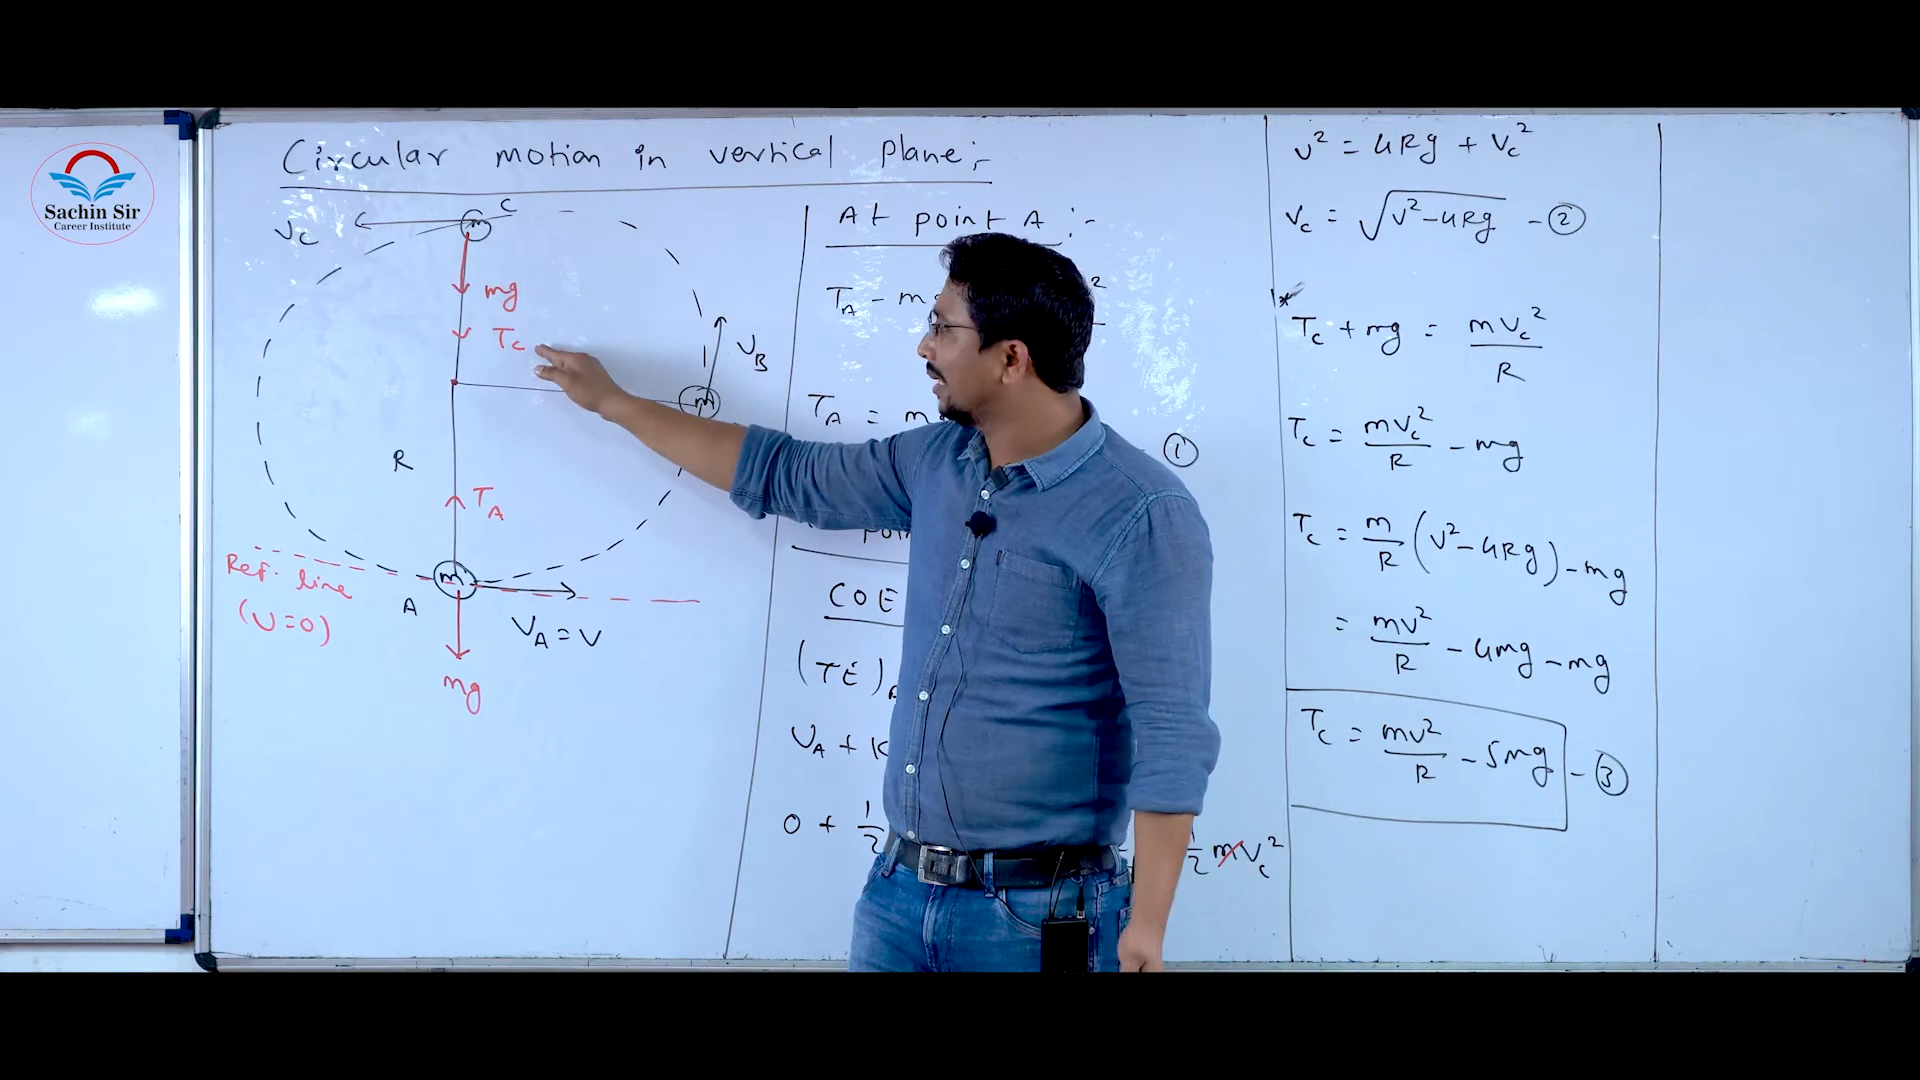 Sachin Sir
Career Institute
Circular motion in vertical plane :-
C
m
Vc
mg
Tc
VB
m
R
TA
Ref. line
(U=0)
m
A
VA = V
mg
At point A :-
TA - m
2
TA = m
①
poin
COE
(TE)
UA + K
0 + 1/2
1/2 mVc²
V² = 4Rg + Vc²
Vc = √(V² - 4Rg) - ②
*
Tc + mg = mVc²/R
Tc = mVc²/R - mg
Tc = m/R (V² - 4Rg) - mg
= mV²/R - 4mg - mg
Tc = mv²/R - 5mg - ③